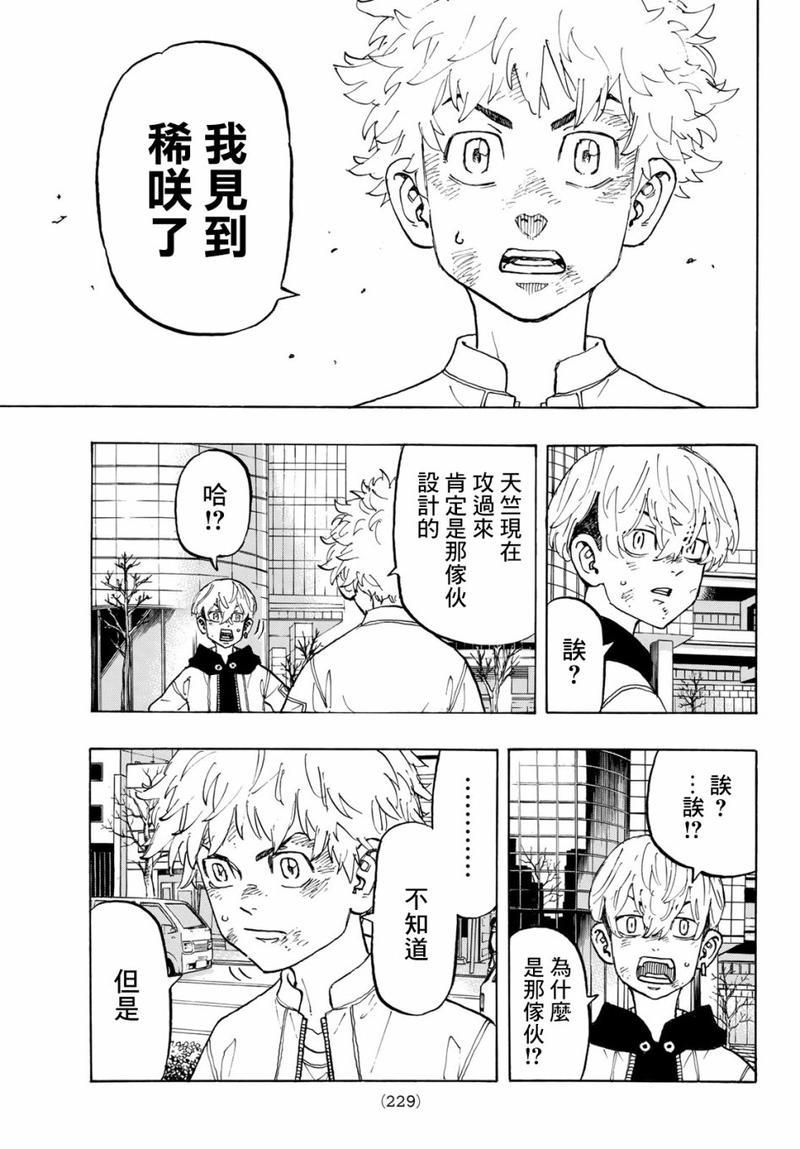 我見到
稀咲了
誒?
天竺現在
攻過來
肯定是那傢伙
設計的
哈!?
誒?
…誒!?
為什麼
是那傢伙!?
………
不知道
但是
(229)